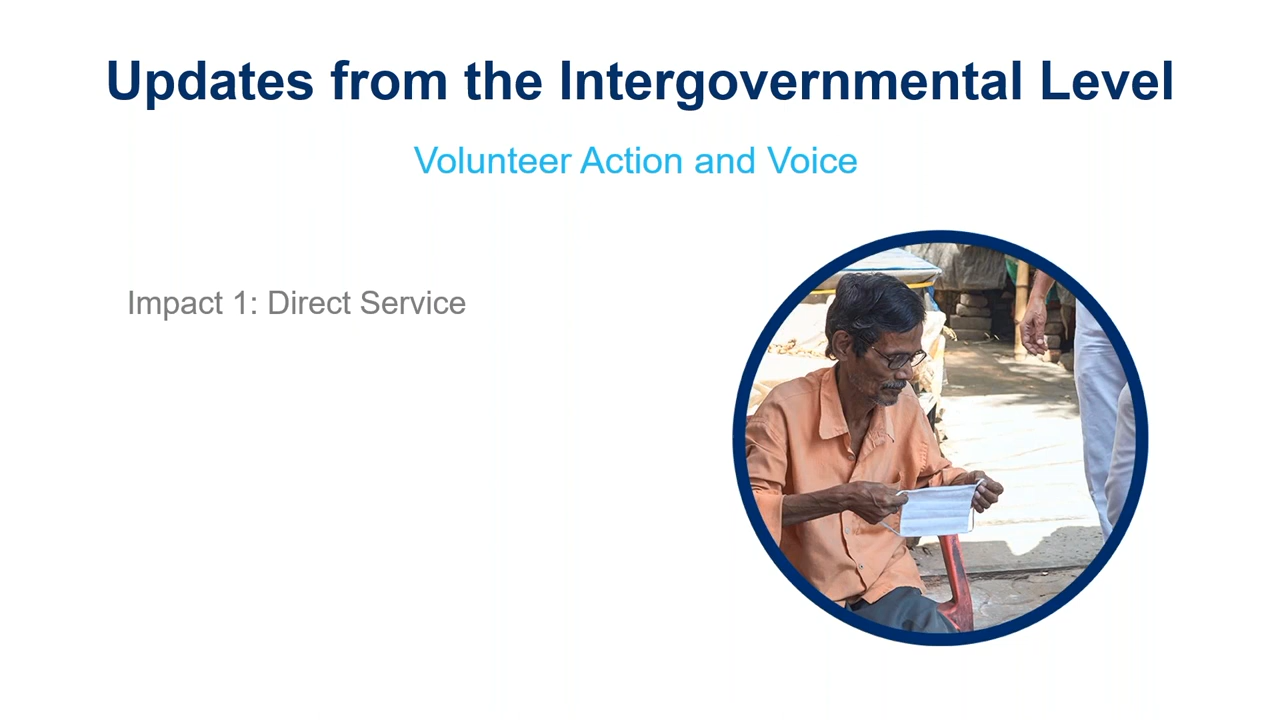 Updates from the Intergovernmental Level
Volunteer Action and Voice
Impact 1: Direct Service